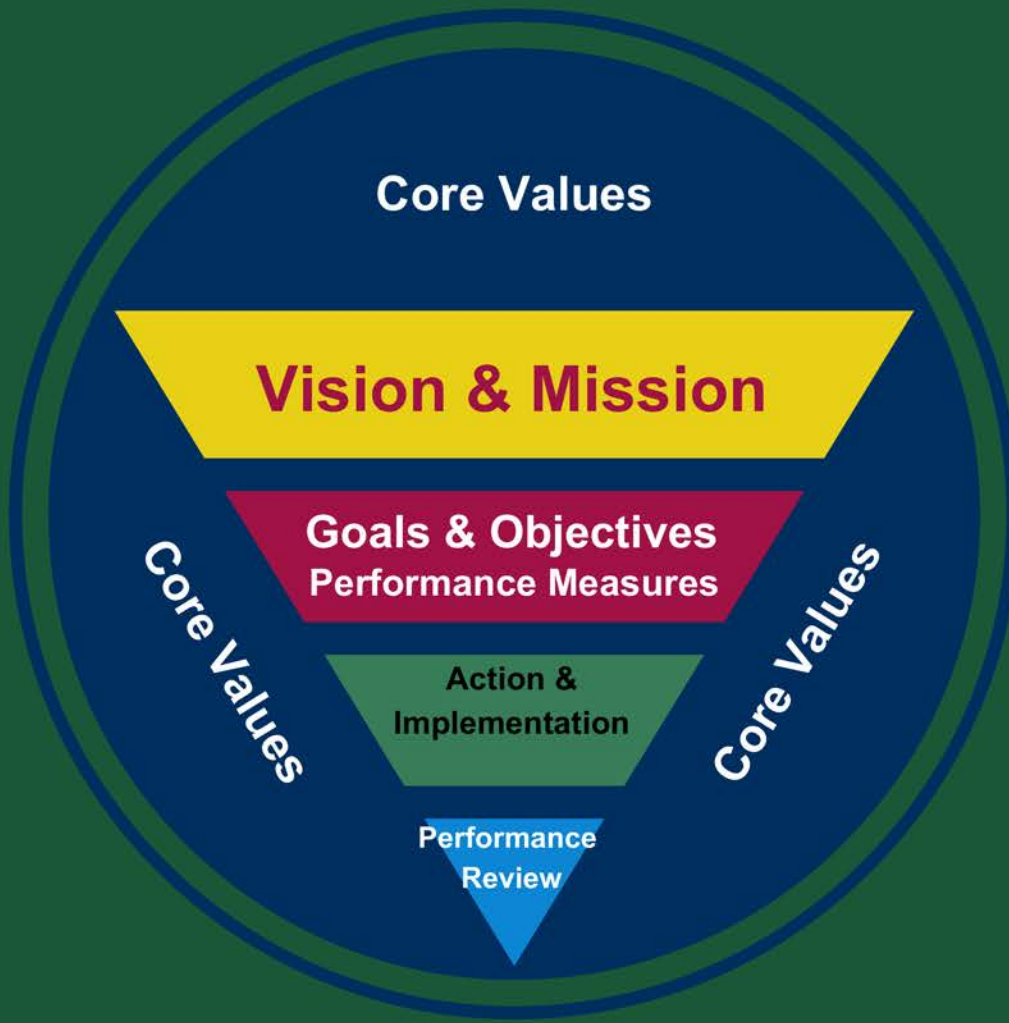 Core Values
Vision & Mission
Goals & Objectives
Performance Measures
Core Values
Core Values
Action &
Implementation
Performance
Review